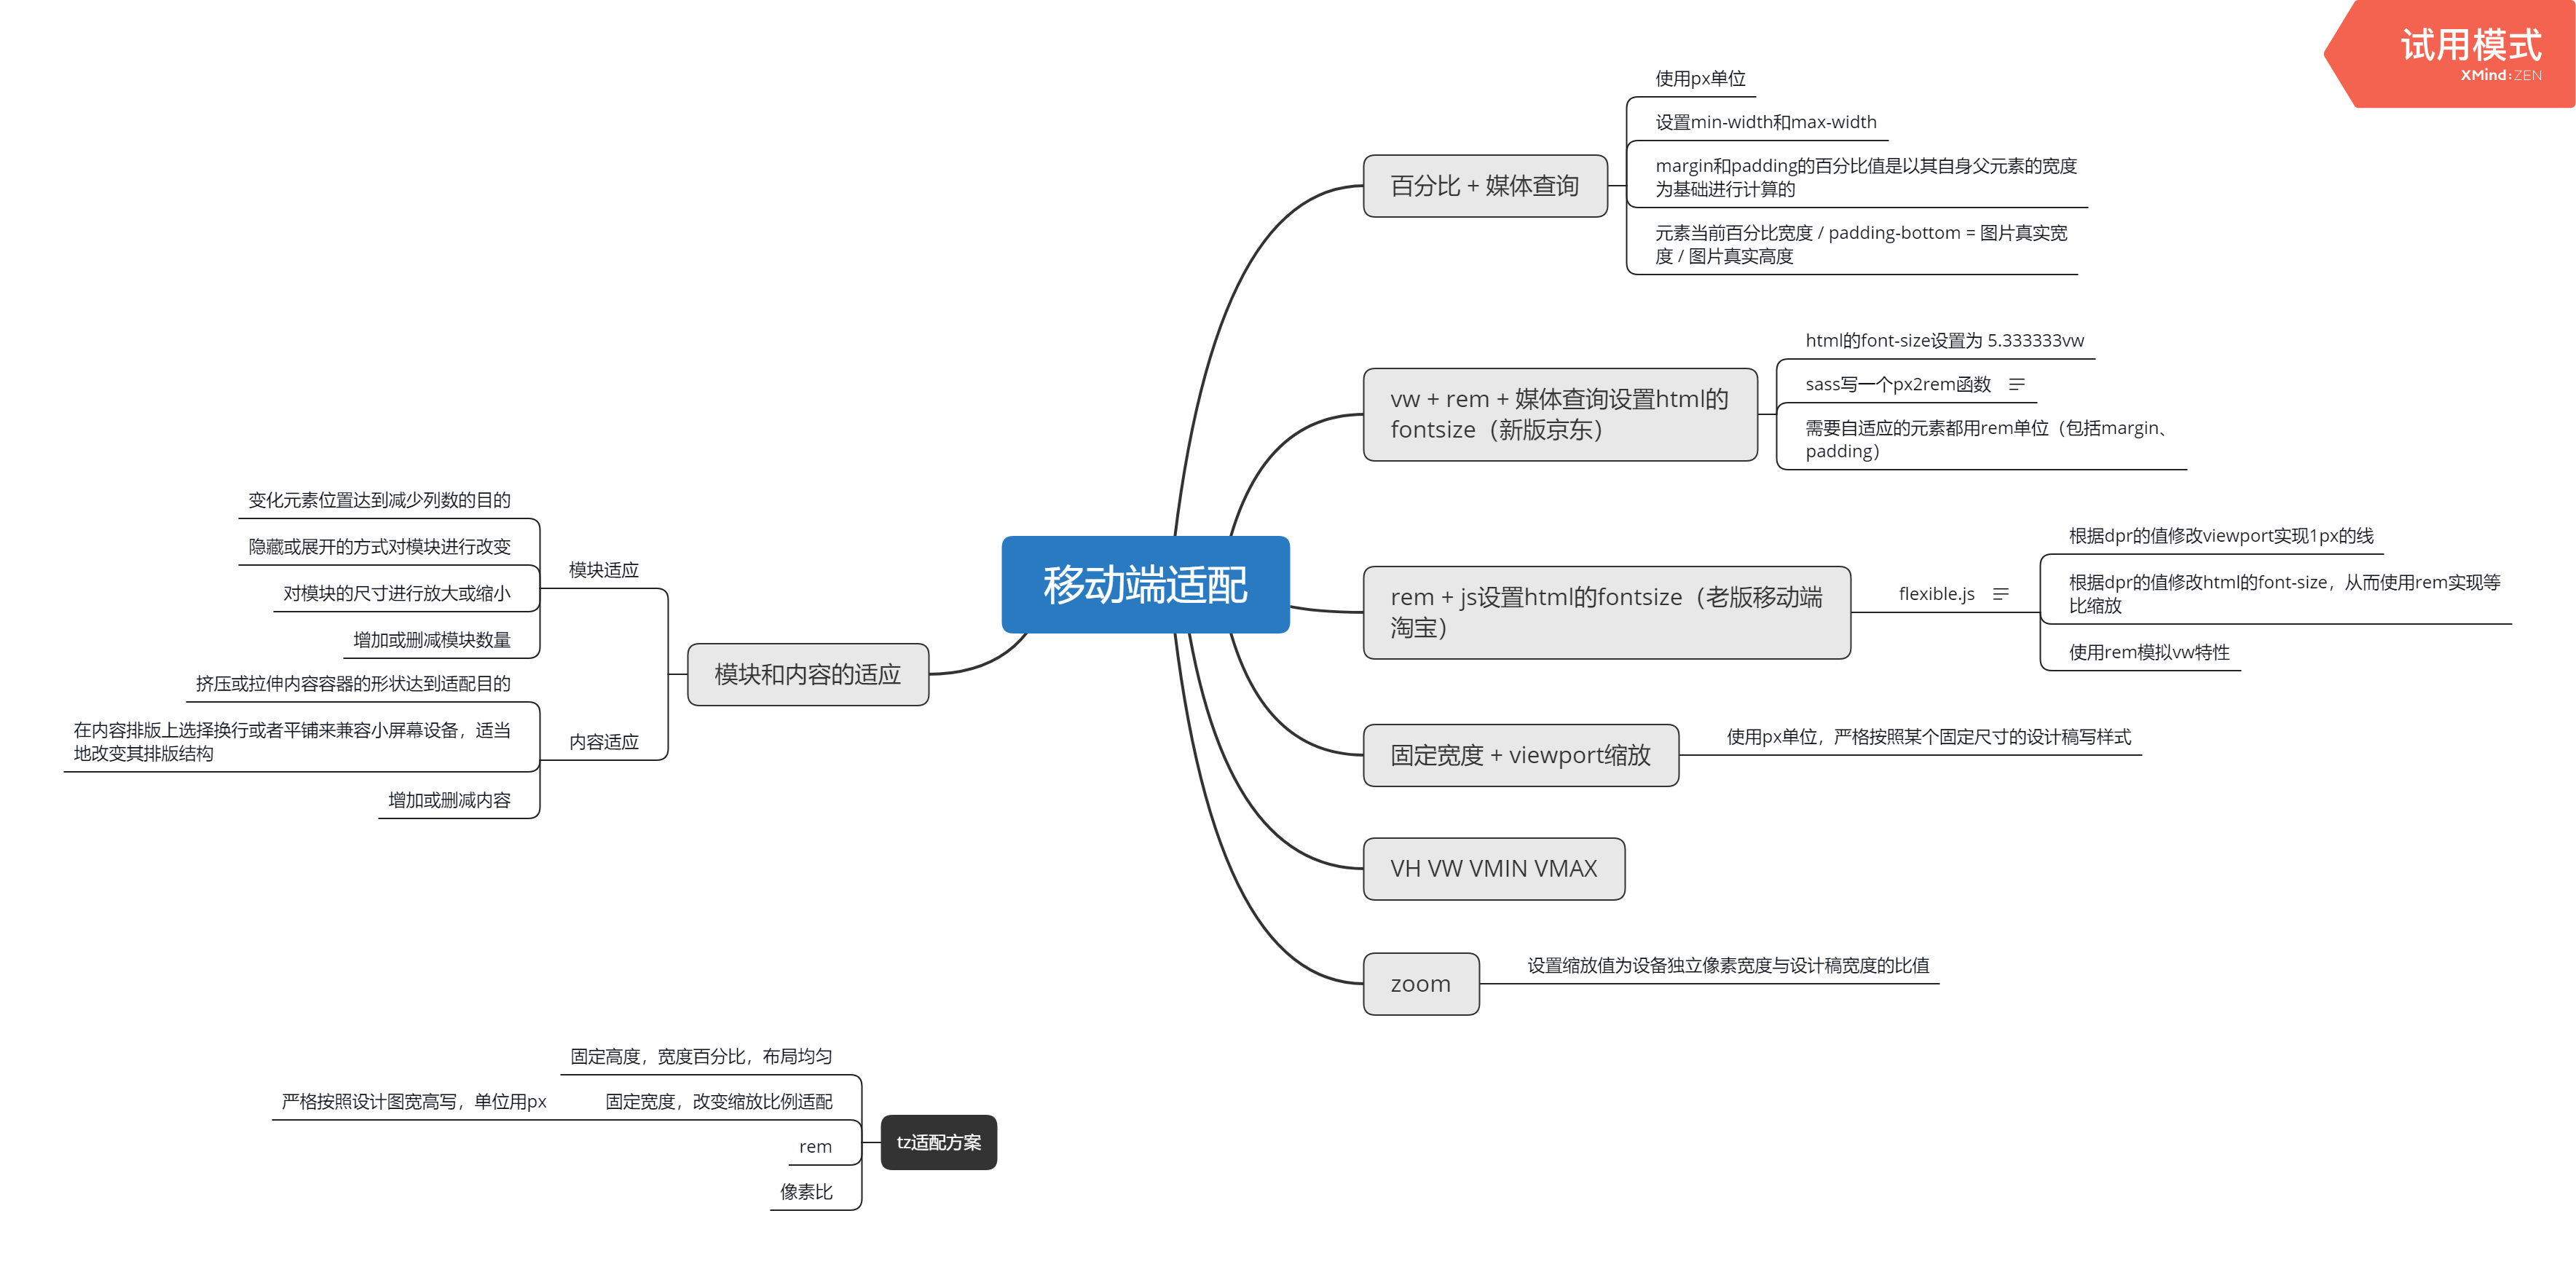 试用模式
XMind:ZEN
移动端适配
百分比 + 媒体查询
使用px单位
设置min-width和max-width
margin和padding的百分比值是以其自身父元素的宽度
为基础进行计算的
元素当前百分比宽度 / padding-bottom = 图片真实宽
度 / 图片真实高度
vw + rem + 媒体查询设置html的
fontsize（新版京东）
html的font-size设置为 5.333333vw
sass写一个px2rem函数
需要自适应的元素都用rem单位（包括margin、
padding）
rem + js设置html的fontsize（老版移动端
淘宝）
flexible.js
根据dpr的值修改viewport实现1px的线
根据dpr的值修改html的font-size，从而使用rem实现等
比缩放
使用rem模拟vw特性
固定宽度 + viewport缩放
使用px单位，严格按照某个固定尺寸的设计稿写样式
VH VW VMIN VMAX
zoom
设置缩放值为设备独立像素宽度与设计稿宽度的比值
模块和内容的适应
模块适应
变化元素位置达到减少列数的目的
隐藏或展开的方式对模块进行改变
对模块的尺寸进行放大或缩小
增加或删减模块数量
内容适应
挤压或拉伸内容容器的形状达到适配目的
在内容排版上选择换行或者平铺来兼容小屏幕设备，适当
地改变其排版结构
增加或删减内容
tz适配方案
固定高度，宽度百分比，布局均匀
固定宽度，改变缩放比例适配
严格按照设计图宽高写，单位用px
rem
像素比